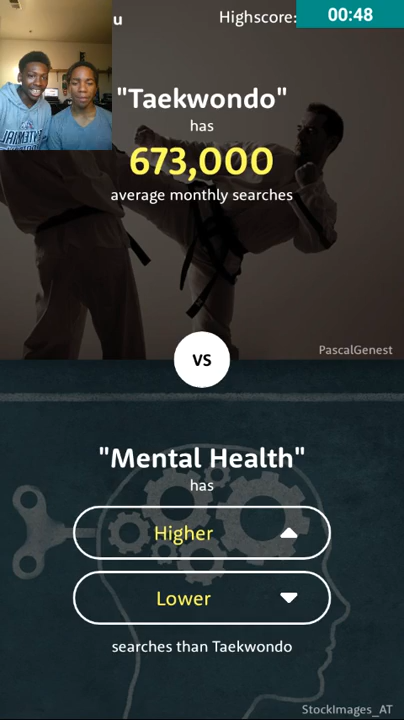 u
Highscore:
00:48
"Taekwondo"
has
673,000
average monthly searches
PascalGenest
VS
"Mental Health"
has
Higher
Lower
searches than Taekwondo
StockImages_AT